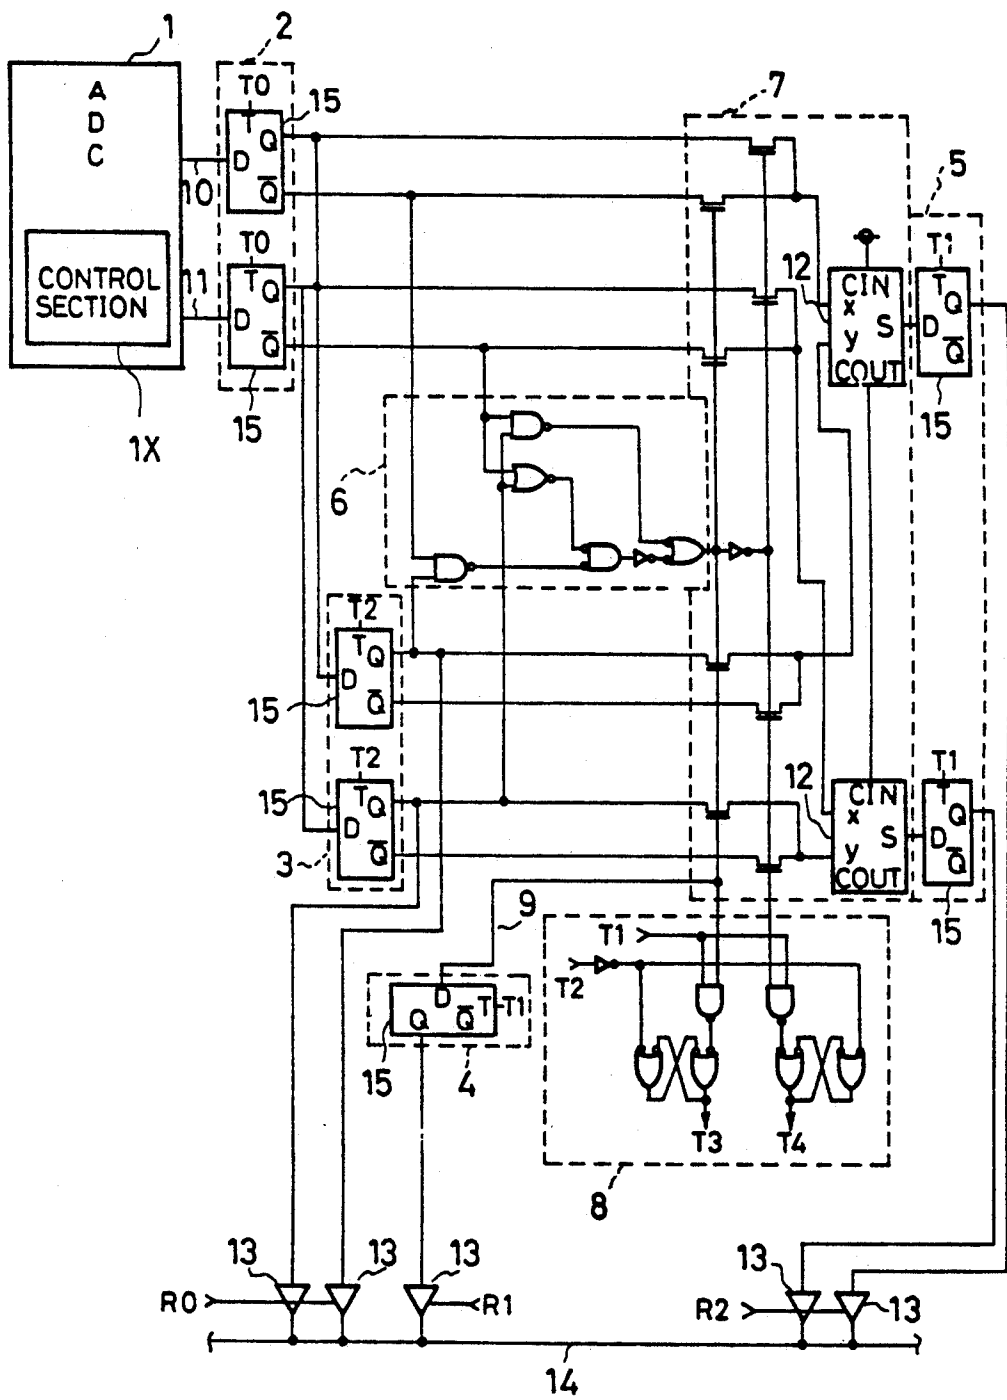 1
2
7
5
A
D
C
T0
15
T
Q
D
Q̅
10
T0
T
Q
D
Q̅
11
15
CONTROL
SECTION
1X
12
CIN
x
y
S
COUT
T1
T
Q
D
Q̅
15
6
T2
T
Q
D
Q̅
15
T2
T
Q
D
Q̅
15
3
12
CIN
x
y
S
COUT
T1
T
Q
D
Q̅
15
9
D
Q
Q̅
T
T1
15
4
T1
T2
T3
T4
8
13
13
13
R0
R1
13
R2
13
14